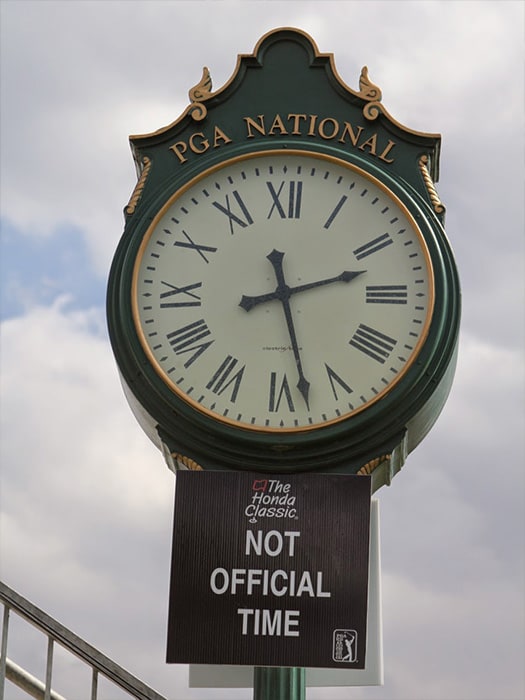 PGA NATIONAL
XII
I
II
III
IIII
V
VI
VII
VIII
IX
X
XI
The
Honda
Classic
NOT
OFFICIAL
TIME